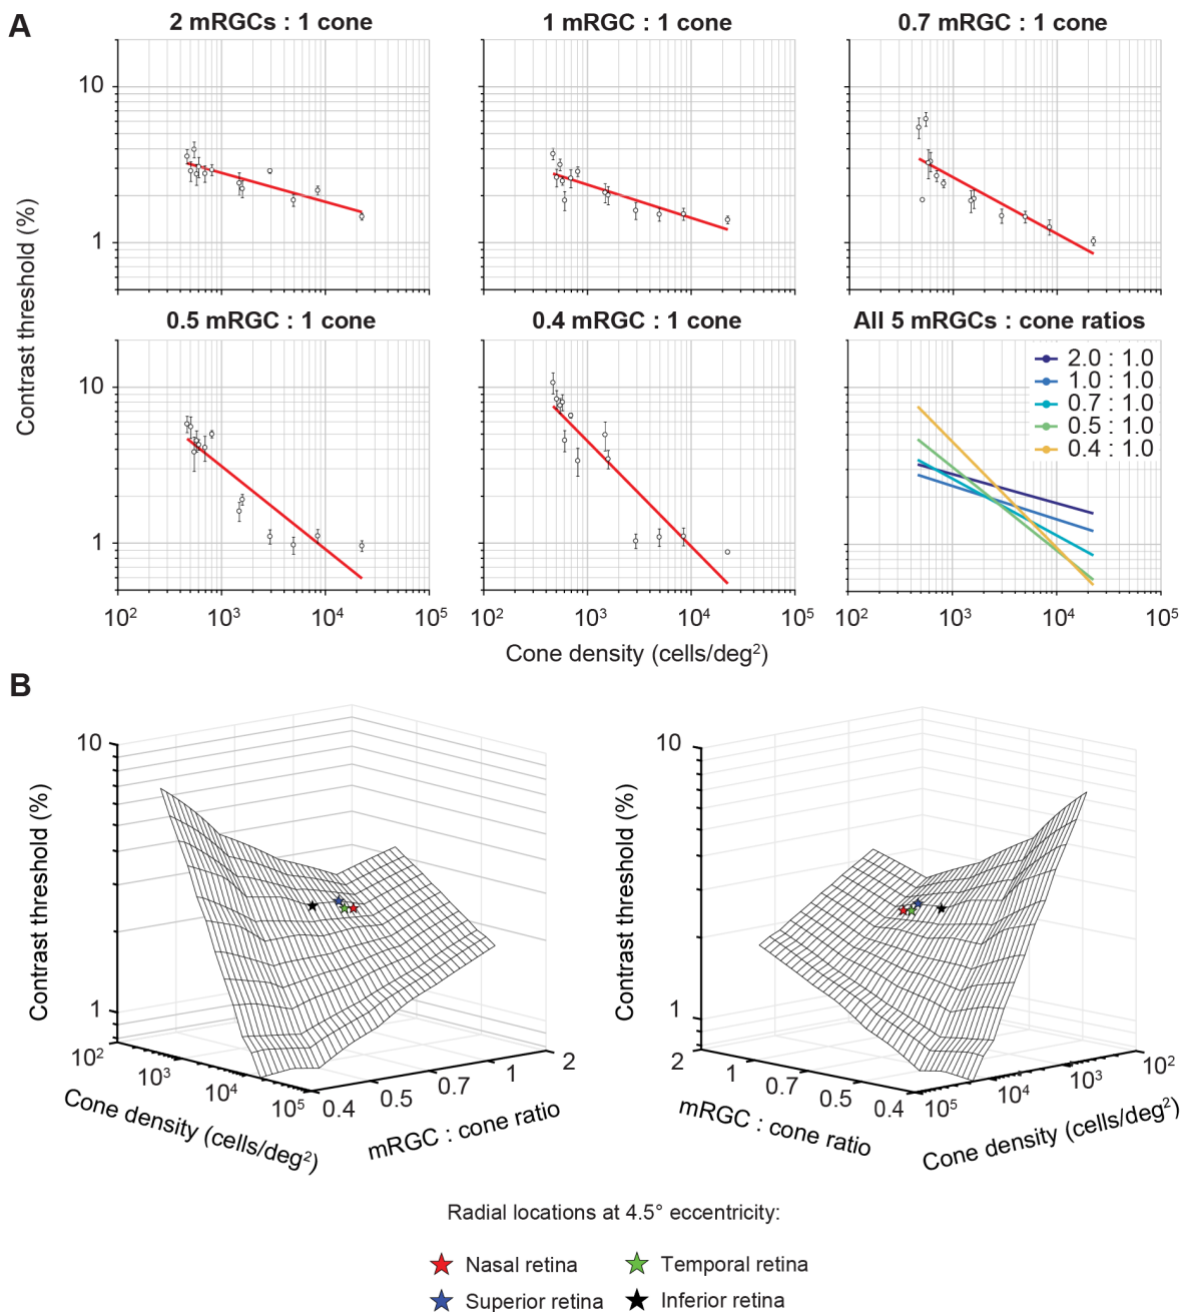 A
2 mRGCs : 1 cone
1 mRGC : 1 cone
0.7 mRGC : 1 cone
10
1
Contrast threshold (%)
0.5 mRGC : 1 cone
0.4 mRGC : 1 cone
All 5 mRGCs : cone ratios
10
1
2.0 : 1.0
1.0 : 1.0
0.7 : 1.0
0.5 : 1.0
0.4 : 1.0
10² 10³ 10⁴ 10⁵
10² 10³ 10⁴ 10⁵
10² 10³ 10⁴ 10⁵
Cone density (cells/deg²)
B
10
1
Contrast threshold (%)
10² 10³ 10⁴ 10⁵
Cone density (cells/deg²)
0.4 0.5 0.7 1 2
mRGC : cone ratio
10
1
Contrast threshold (%)
2 1 0.7 0.5 0.4
mRGC : cone ratio
10⁵ 10⁴ 10³ 10²
Cone density (cells/deg²)
Radial locations at 4.5° eccentricity:
Nasal retina
Temporal retina
Superior retina
Inferior retina